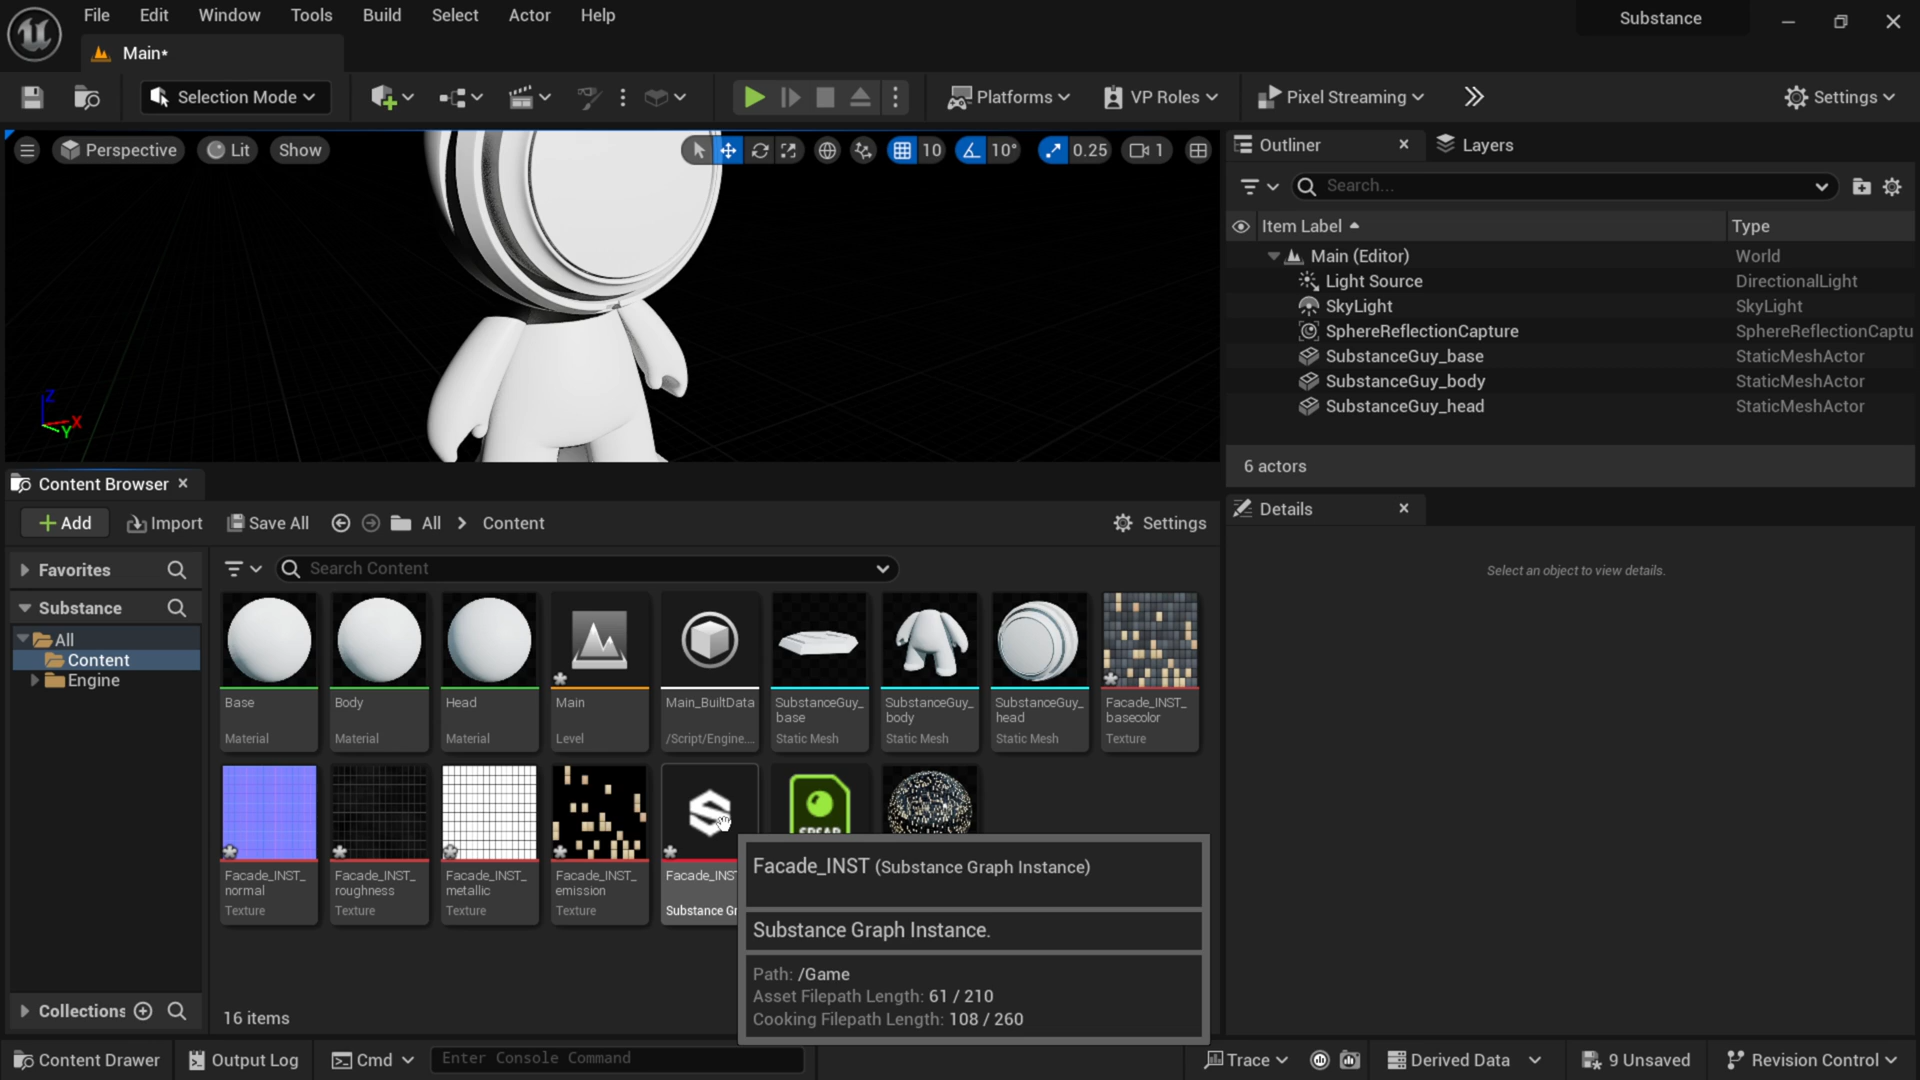 File Edit Window Tools Build Select Actor Help
Substance
Main*
Selection Mode
Platforms
VP Roles
Pixel Streaming
Settings
Perspective
Lit
Show
10
10°
0.25
1
Z
X
Y
Outliner
Layers
Search...
Item Label
Type
Main (Editor) World
Light Source DirectionalLight
SkyLight SkyLight
SphereReflectionCapture SphereReflectionCaptu
SubstanceGuy_base StaticMeshActor
SubstanceGuy_body StaticMeshActor
SubstanceGuy_head StaticMeshActor
6 actors
Content Browser
Add
Import
Save All
All
Content
Settings
Favorites
Substance
All
Content
Engine
Collections
Search Content
Base
Material
Body
Material
Head
Material
Main
Level
Main_BuiltData
/Script/Engine....
SubstanceGuy_
base
Static Mesh
SubstanceGuy_
body
Static Mesh
SubstanceGuy_
head
Static Mesh
Facade_INST_
basecolor
Texture
Facade_INST_
normal
Texture
Facade_INST_
roughness
Texture
Facade_INST_
metallic
Texture
Facade_INST_
emission
Texture
Facade_INST
Substance Gr
Facade_INST (Substance Graph Instance)
Substance Graph Instance.
Path: /Game
Asset Filepath Length: 61 / 210
Cooking Filepath Length: 108 / 260
16 items
Details
Select an object to view details.
Content Drawer
Output Log
Cmd
Enter Console Command
Trace
Derived Data
9 Unsaved
Revision Control